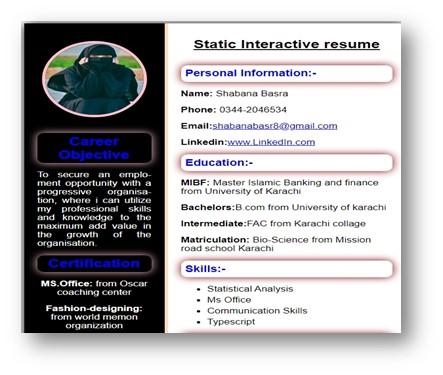 Career
Objective
To secure an emplo-
ment opportunity with a
progressive organisa-
tion, where i can utilize
my professional skills
and knowledge to the
maximum add value in
the growth of the
organisation.
Certification
MS.Office: from Oscar
coaching center
Fashion-designing:
from world memon
organization
Static Interactive resume
Personal Information:-
Name: Shabana Basra
Phone: 0344-2046534
Email:shabanabasr8@gmail.com
Linkedin:www.LinkedIn.com
Education:-
MIBF: Master Islamic Banking and finance
from University of Karachi
Bachelors:B.com from University of karachi
Intermediate:FAC from Karachi collage
Matriculation: Bio-Science from Mission
road school Karachi
Skills:-
• Statistical Analysis
• Ms Office
• Communication Skills
• Typescript